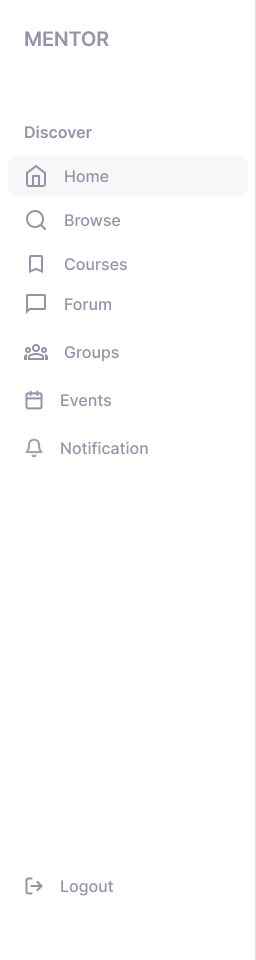 MENTOR
Discover
Home
Browse
Courses
Forum
Groups
Events
Notification
Logout